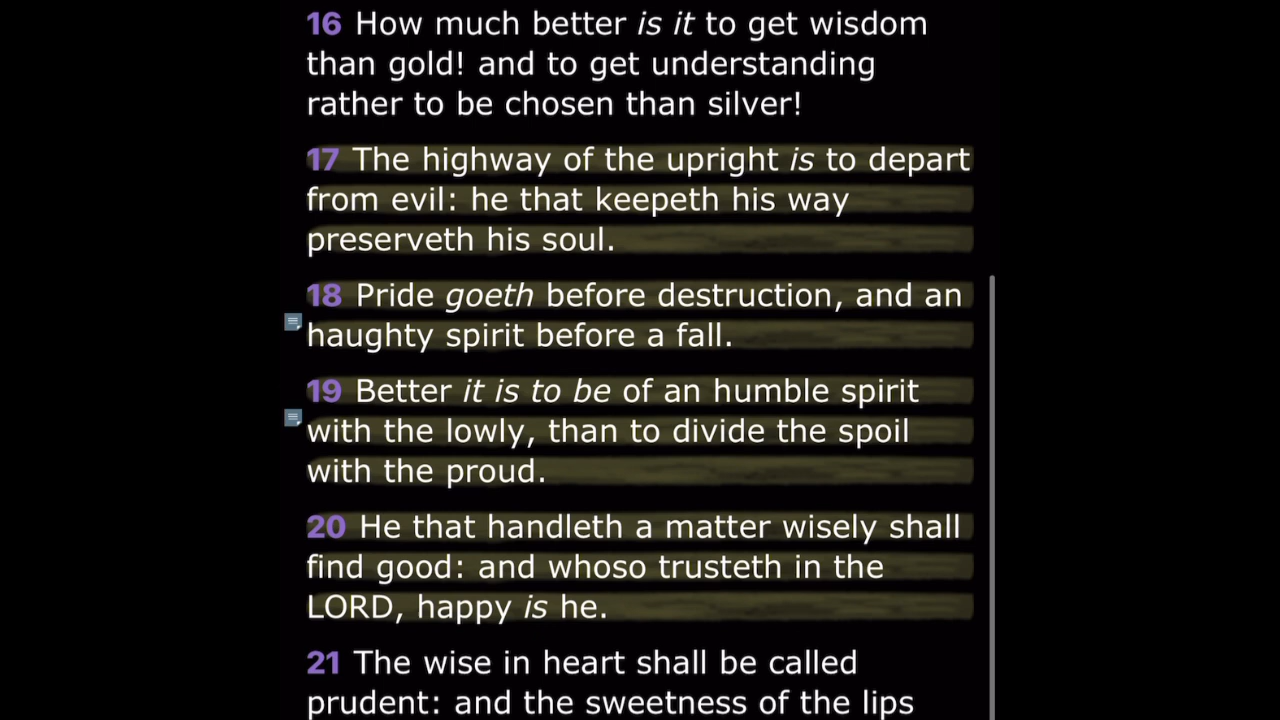 16 How much better is it to get wisdom
than gold! and to get understanding
rather to be chosen than silver!
17 The highway of the upright is to depart
from evil: he that keepeth his way
preserveth his soul.
18 Pride goeth before destruction, and an
haughty spirit before a fall.
19 Better it is to be of an humble spirit
with the lowly, than to divide the spoil
with the proud.
20 He that handleth a matter wisely shall
find good: and whoso trusteth in the
LORD, happy is he.
21 The wise in heart shall be called
prudent: and the sweetness of the lips